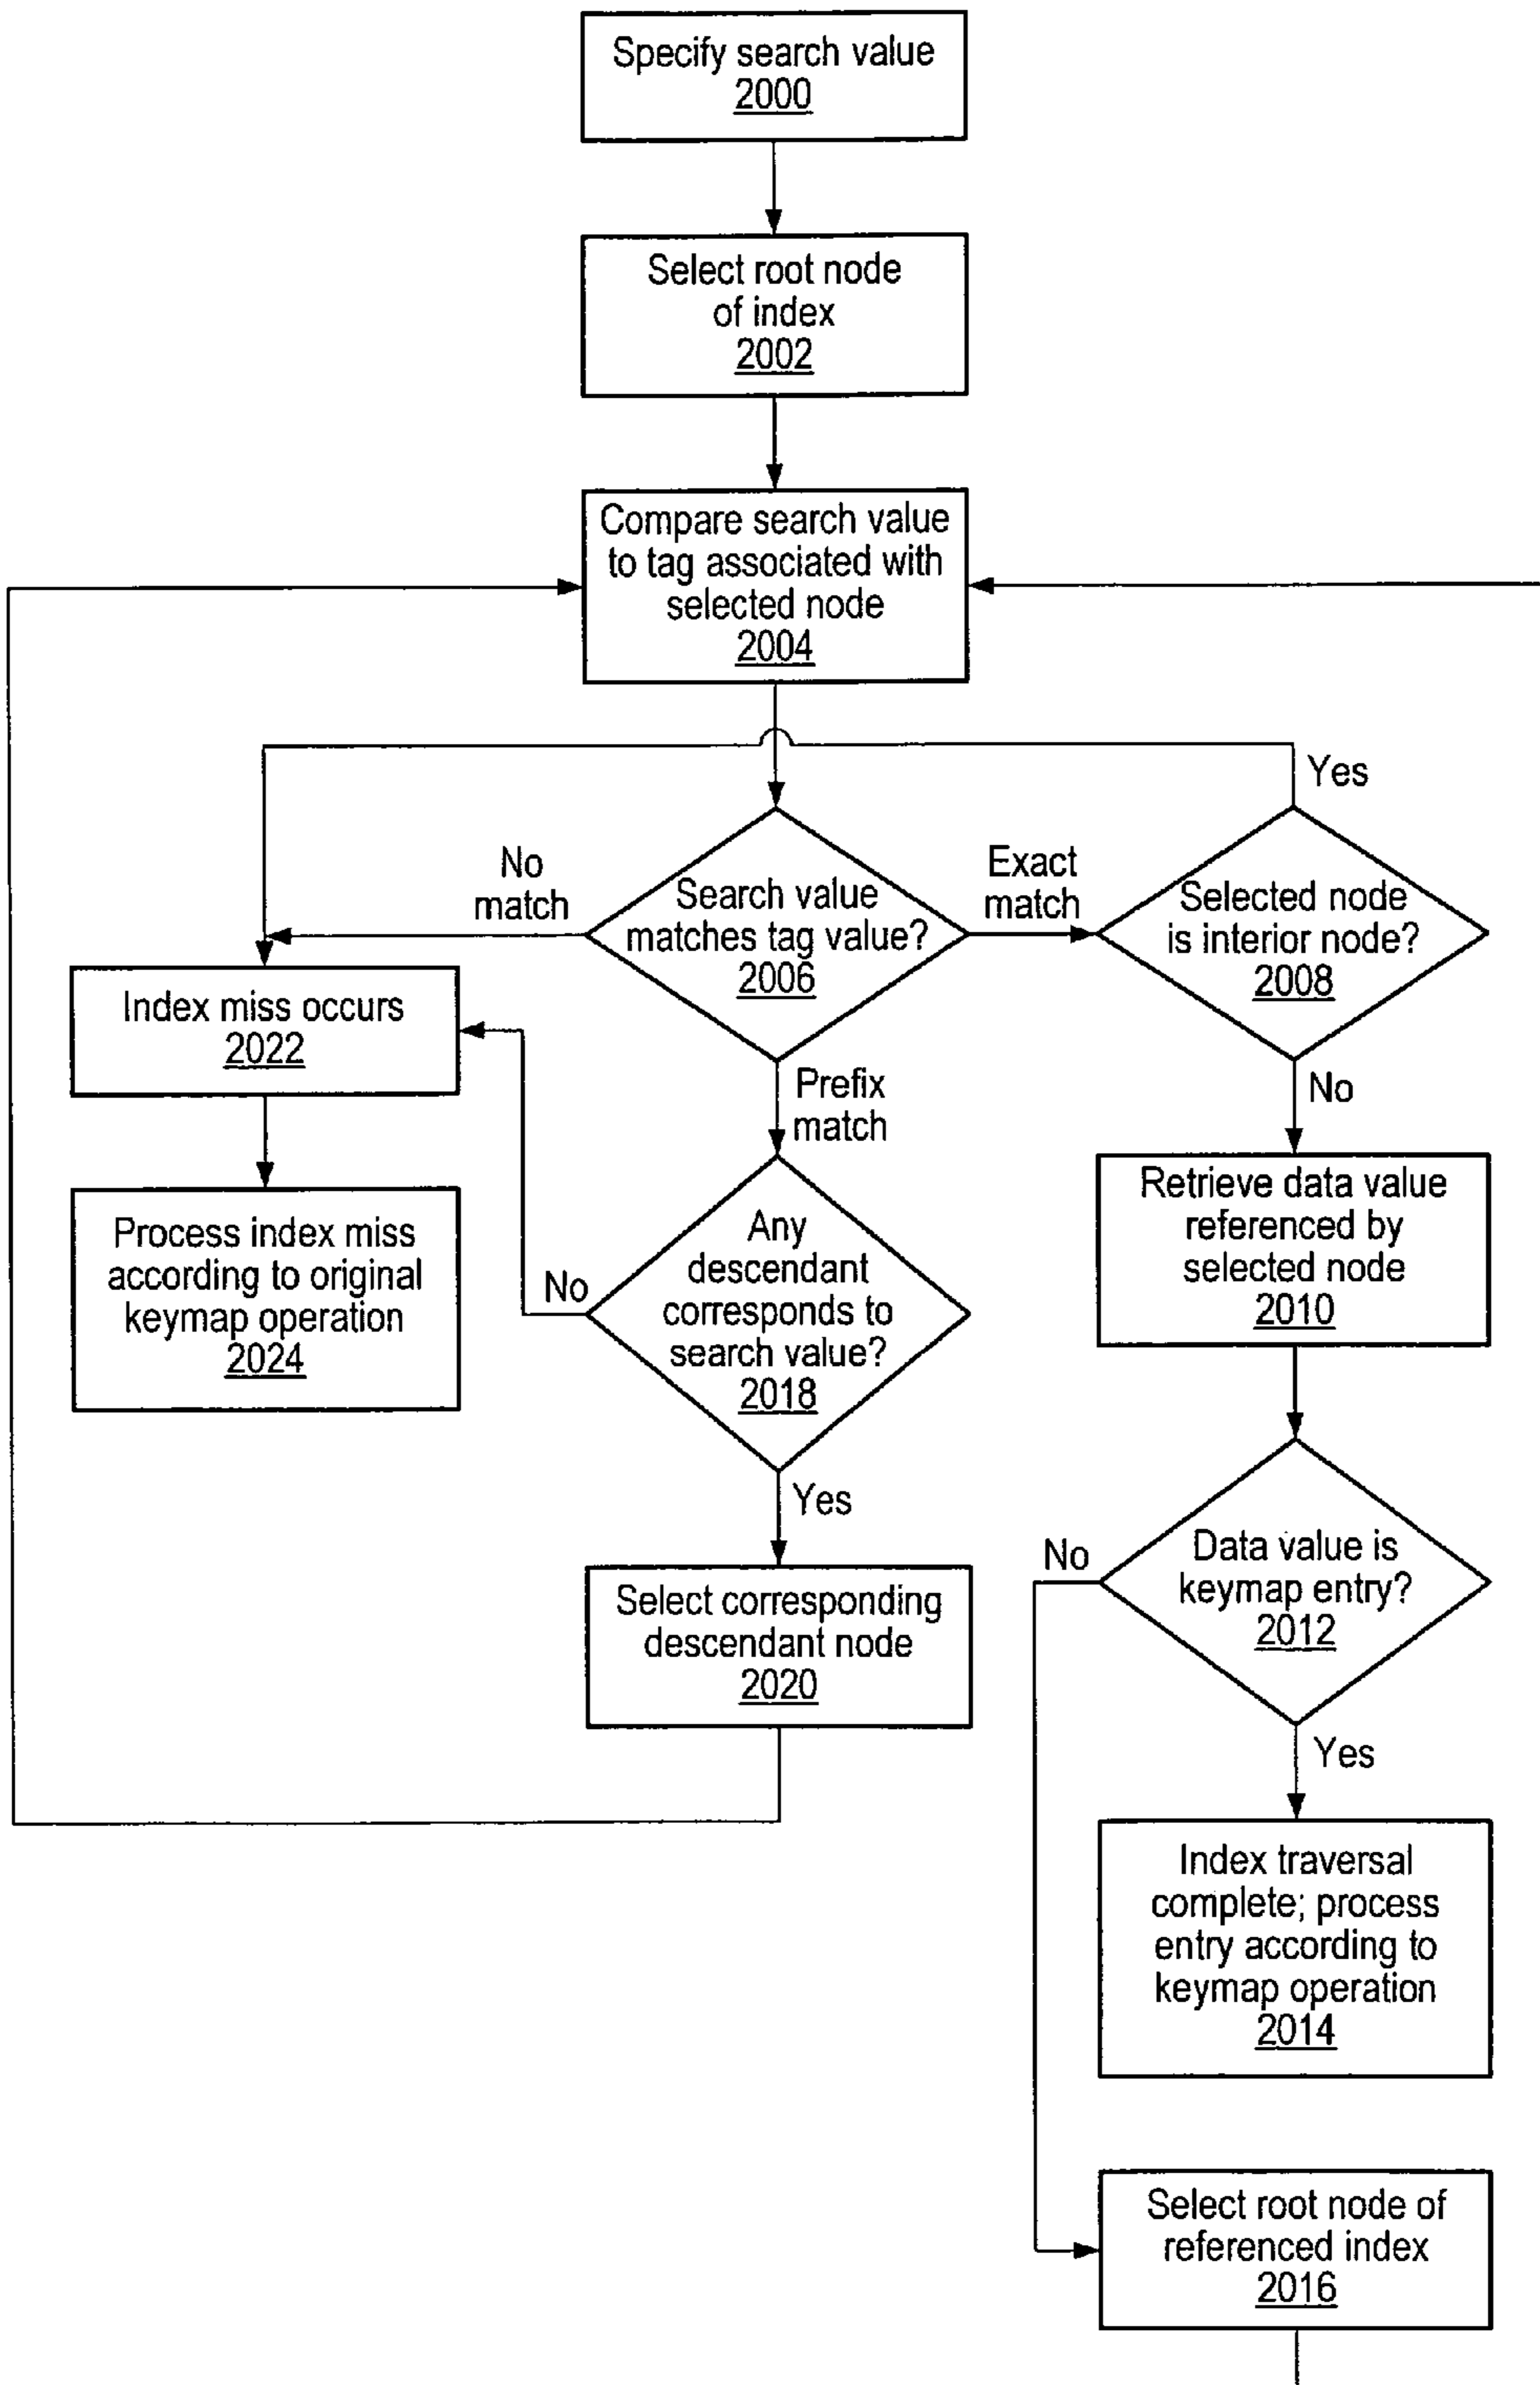 Specify search value
2000
Select root node
of index
2002
Compare search value
to tag associated with
selected node
2004
Yes
No
match
Search value
matches tag value?
2006
Exact
match
Selected node
is interior node?
2008
Index miss occurs
2022
Prefix
match
No
Process index miss
according to original
keymap operation
2024
No
Any
descendant
corresponds to
search value?
2018
Retrieve data value
referenced by
selected node
2010
Yes
Select corresponding
descendant node
2020
No
Data value is
keymap entry?
2012
Yes
Index traversal
complete; process
entry according to
keymap operation
2014
Select root node of
referenced index
2016